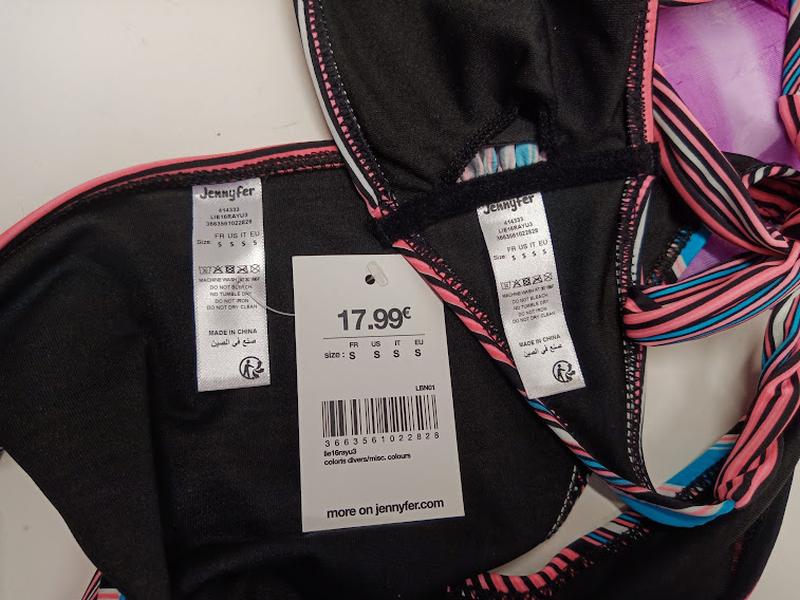 Jennyfer
414333
LIE16RAYU3
3663561022828
FR US IT EU
Size: S S S S
MACHINE WASH AT 30 MAX
DO NOT BLEACH
NO TUMBLE DRY
DO NOT IRON
DO NOT DRY CLEAN
MADE IN CHINA
صنع في الصين
17.99€
FR US IT EU
size : S S S S
LBN01
3663561022828
lie16rayu3
coloris divers/misc. colours
more on jennyfer.com
Jennyfer
414333
LIE16RAYU3
3663561022828
FR US IT EU
Size: S S S S
MACHINE WASH AT 30 MAX
DO NOT BLEACH
NO TUMBLE DRY
DO NOT IRON
DO NOT DRY CLEAN
MADE IN CHINA
صنع في الصين